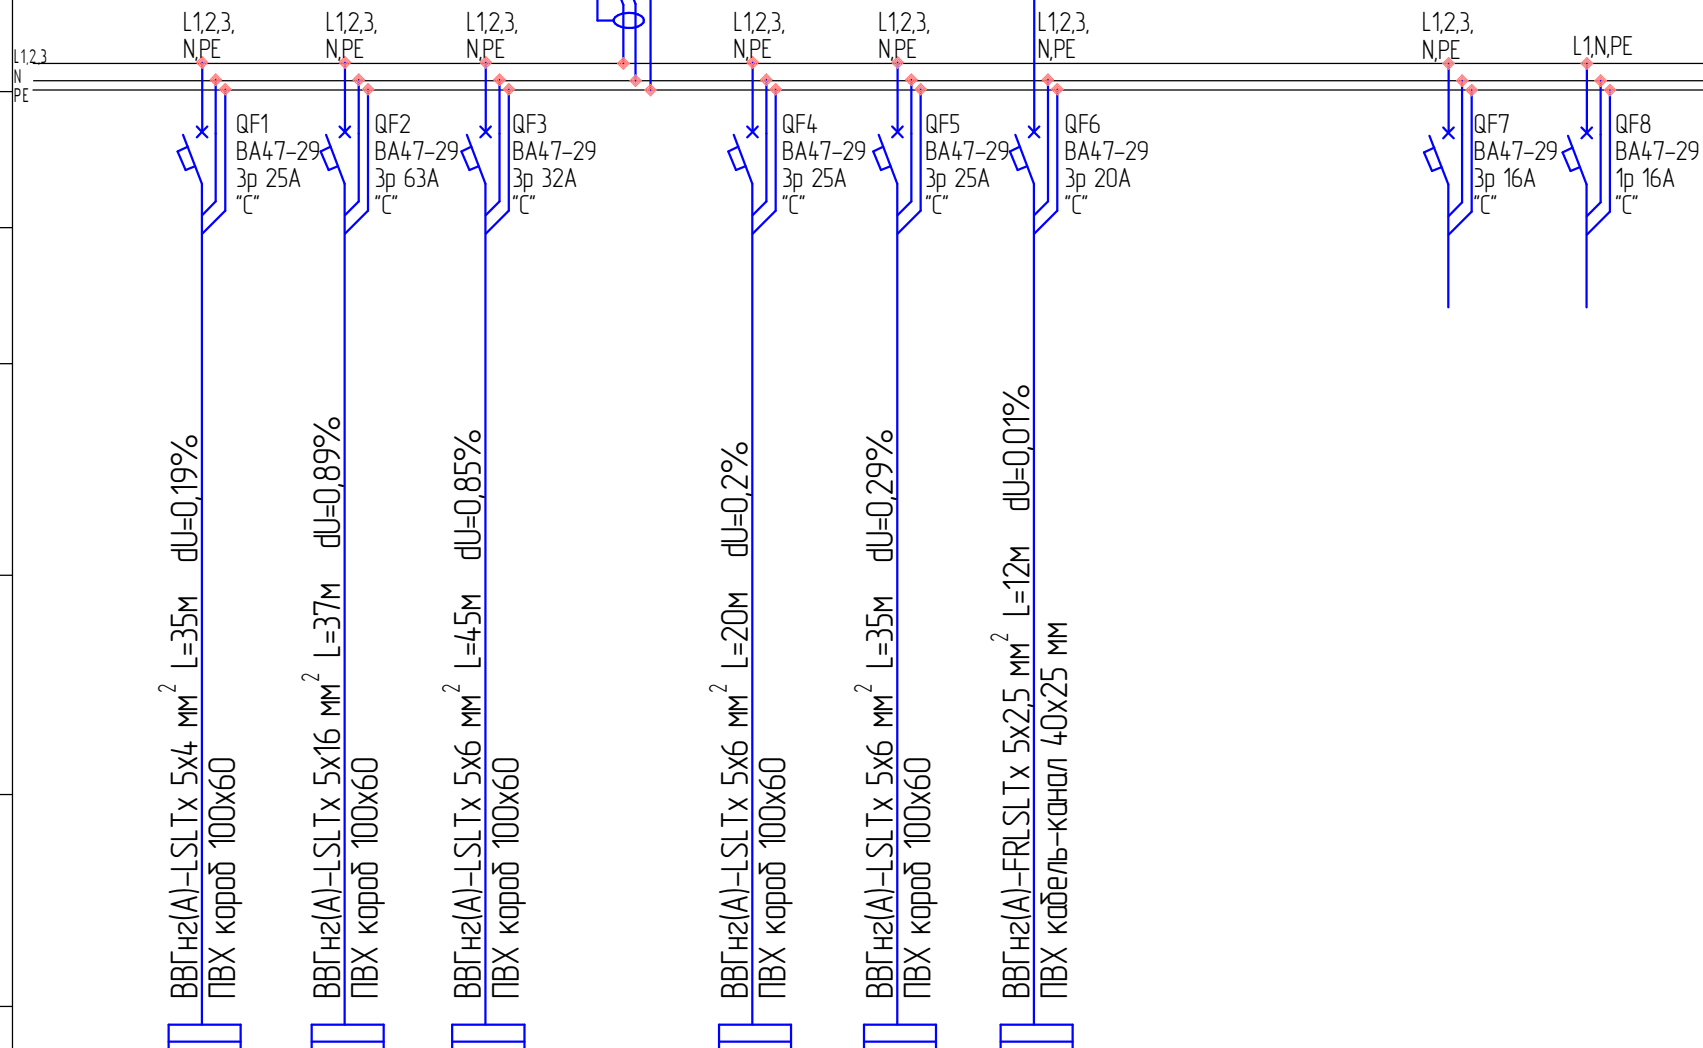 L1,2,3,
N,PE
L1,2,3,
N,PE
L1,2,3,
N,PE
L1,2,3,
N,PE
L1,2,3,
N,PE
L1,2,3,
N,PE
L1,2,3,
N,PE
L1,N,PE
L1,2,3
N
PE
QF1
ВА47-29
3р 25А
"С"
QF2
ВА47-29
3р 63А
"С"
QF3
ВА47-29
3р 32А
"С"
QF4
ВА47-29
3р 25А
"С"
QF5
ВА47-29
3р 25А
"С"
QF6
ВА47-29
3р 20А
"С"
QF7
ВА47-29
3р 16А
"С"
QF8
ВА47-29
1р 16А
"С"
ВВГнг(А)-LSLTx 5х4 мм² L=35м dU=0,19%
ПВХ короб 100х60
ВВГнг(А)-LSLTx 5х16 мм² L=37м dU=0,89%
ПВХ короб 100х60
ВВГнг(А)-LSLTx 5х6 мм² L=45м dU=0,85%
ПВХ короб 100х60
ВВГнг(А)-LSLTx 5х6 мм² L=20м dU=0,2%
ПВХ короб 100х60
ВВГнг(А)-LSLTx 5х6 мм² L=35м dU=0,29%
ПВХ короб 100х60
ВВГнг(А)-FRLSLTx 5х2,5 мм² L=12м dU=0,01%
ПВХ кабель-канал 40х25 мм